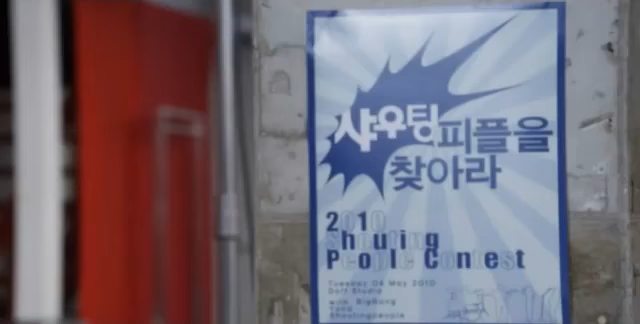 샤우팅피플을
찾아라
2010
Shouting
People Contest
Tuesday 04 May 2010
with BigBang